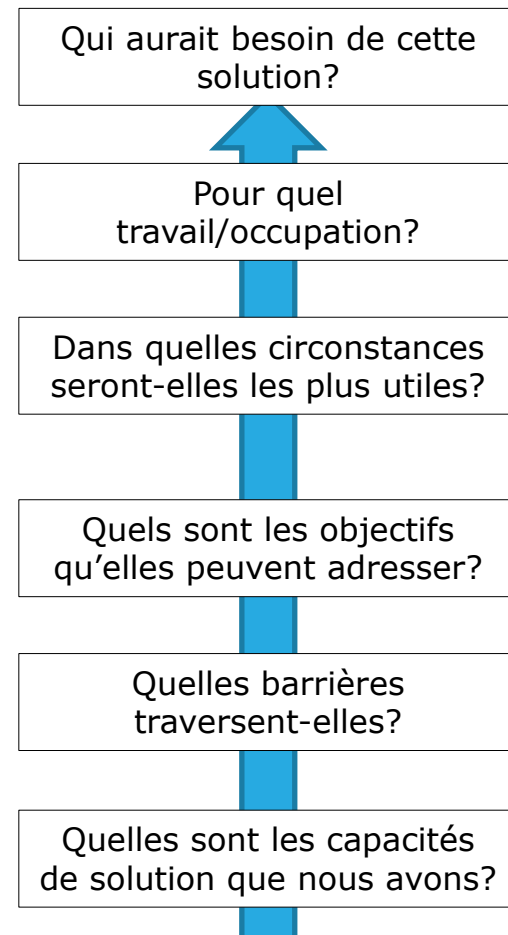 Qui aurait besoin de cette
solution?
Pour quel
travail/occupation?
Dans quelles circonstances
seront-elles les plus utiles?
Quels sont les objectifs
qu’elles peuvent adresser?
Quelles barrières
traversent-elles?
Quelles sont les capacités
de solution que nous avons?